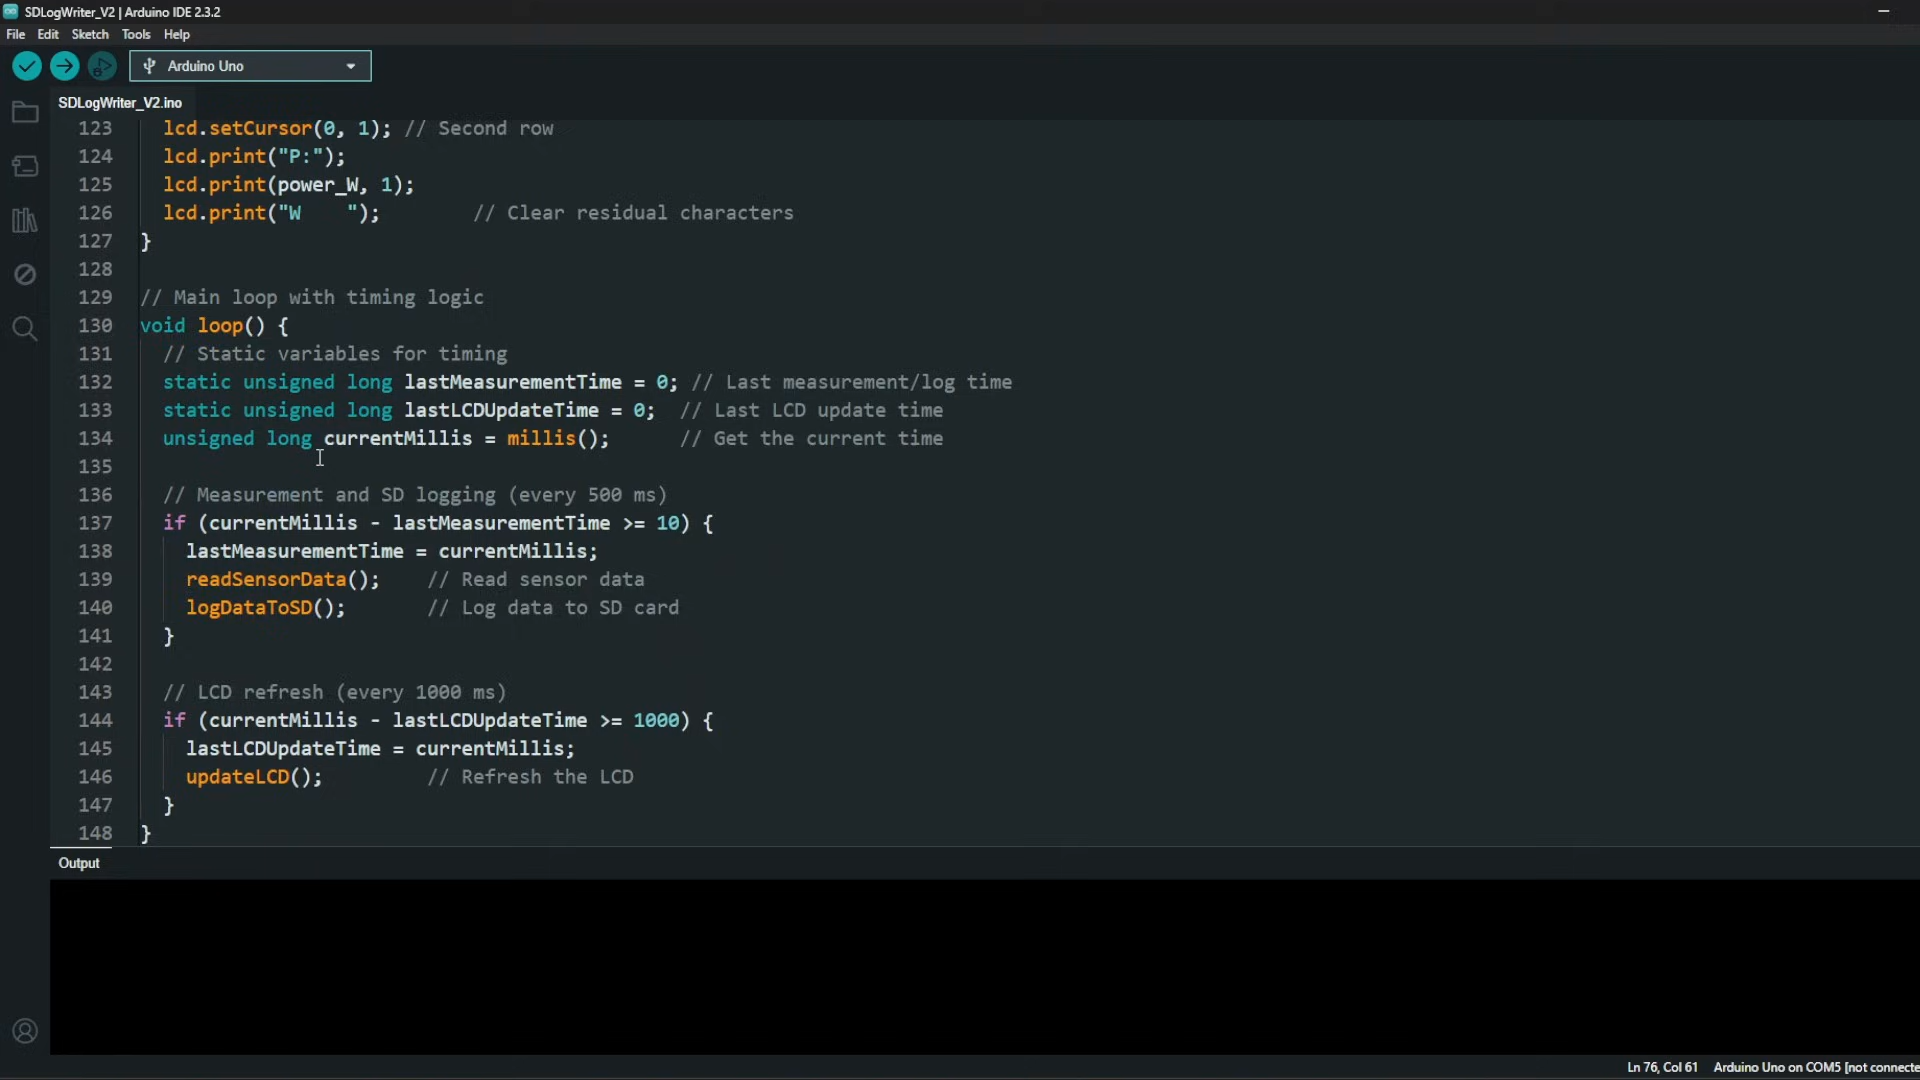 SDLogWriter_V2 | Arduino IDE 2.3.2
File Edit Sketch Tools Help
Arduino Uno
SDLogWriter_V2.ino
123 lcd.setCursor(0, 1); // Second row
124 lcd.print("P:");
125 lcd.print(power_W, 1);
126 lcd.print("W    "); // Clear residual characters
127 }
128
129 // Main loop with timing logic
130 void loop() {
131 // Static variables for timing
132 static unsigned long lastMeasurementTime = 0; // Last measurement/log time
133 static unsigned long lastLCDUpdateTime = 0; // Last LCD update time
134 unsigned long currentMillis = millis(); // Get the current time
135
136 // Measurement and SD logging (every 500 ms)
137 if (currentMillis - lastMeasurementTime >= 10) {
138 lastMeasurementTime = currentMillis;
139 readSensorData(); // Read sensor data
140 logDataToSD(); // Log data to SD card
141 }
142
143 // LCD refresh (every 1000 ms)
144 if (currentMillis - lastLCDUpdateTime >= 1000) {
145 lastLCDUpdateTime = currentMillis;
146 updateLCD(); // Refresh the LCD
147 }
148 }
Output
Ln 76, Col 61 Arduino Uno on COM5 [not connecte